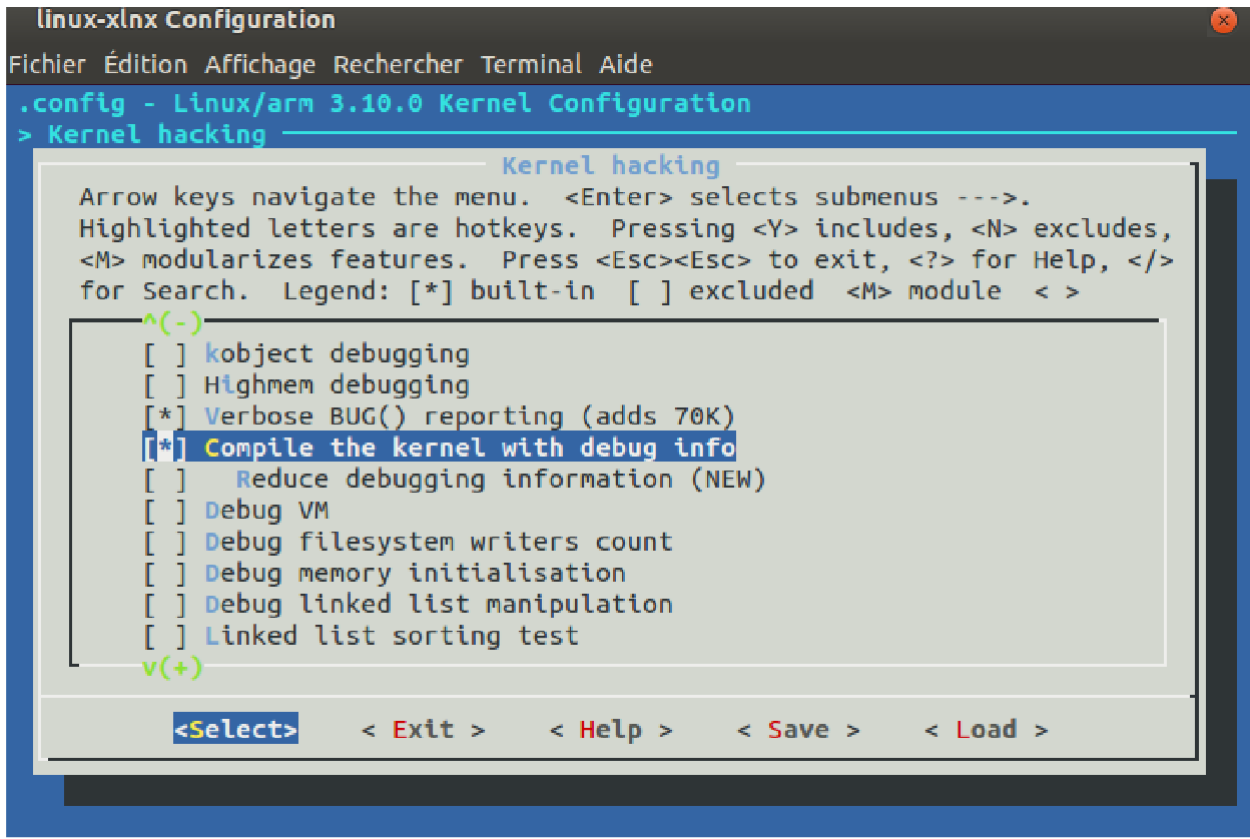 linux-xlnx Configuration
Fichier Édition Affichage Rechercher Terminal Aide
.config - Linux/arm 3.10.0 Kernel Configuration
> Kernel hacking
Kernel hacking
Arrow keys navigate the menu.  <Enter> selects submenus --->.
Highlighted letters are hotkeys.  Pressing <Y> includes, <N> excludes,
<M> modularizes features.  Press <Esc><Esc> to exit, <?> for Help, </>
for Search.  Legend: [*] built-in  [ ] excluded  <M> module  < >
^(-)
[ ] kobject debugging
[ ] Highmem debugging
[*] Verbose BUG() reporting (adds 70K)
[*] Compile the kernel with debug info
[ ]   Reduce debugging information (NEW)
[ ] Debug VM
[ ] Debug filesystem writers count
[ ] Debug memory initialisation
[ ] Debug linked list manipulation
[ ] Linked list sorting test
v(+)
<Select>    < Exit >    < Help >    < Save >    < Load >